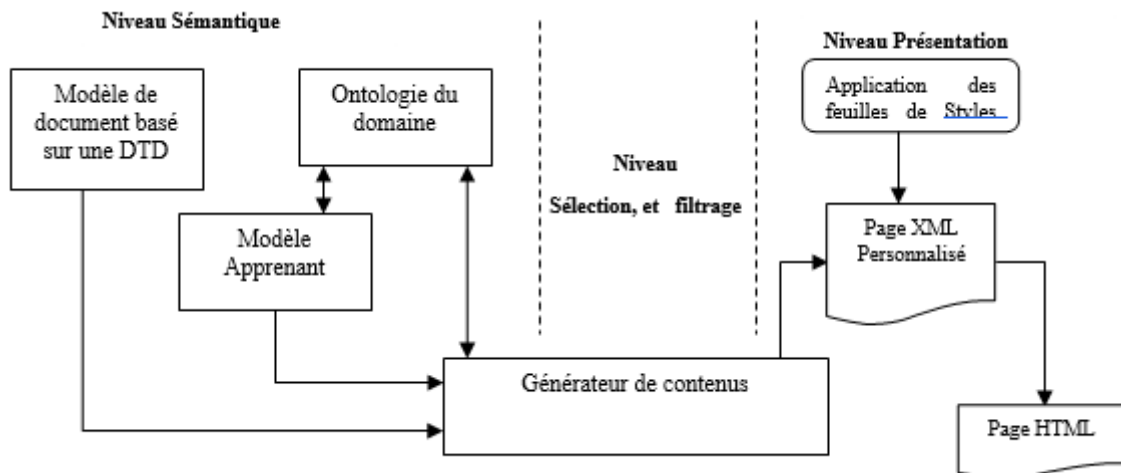 Niveau Sémantique
Modèle de
document basé
sur une DTD
Ontologie du
domaine
Modèle
Apprenant
Niveau
Sélection, et filtrage
Générateur de contenus
Niveau Présentation
Application des
feuilles de Styles
Page XML
Personnalisé
Page HTML